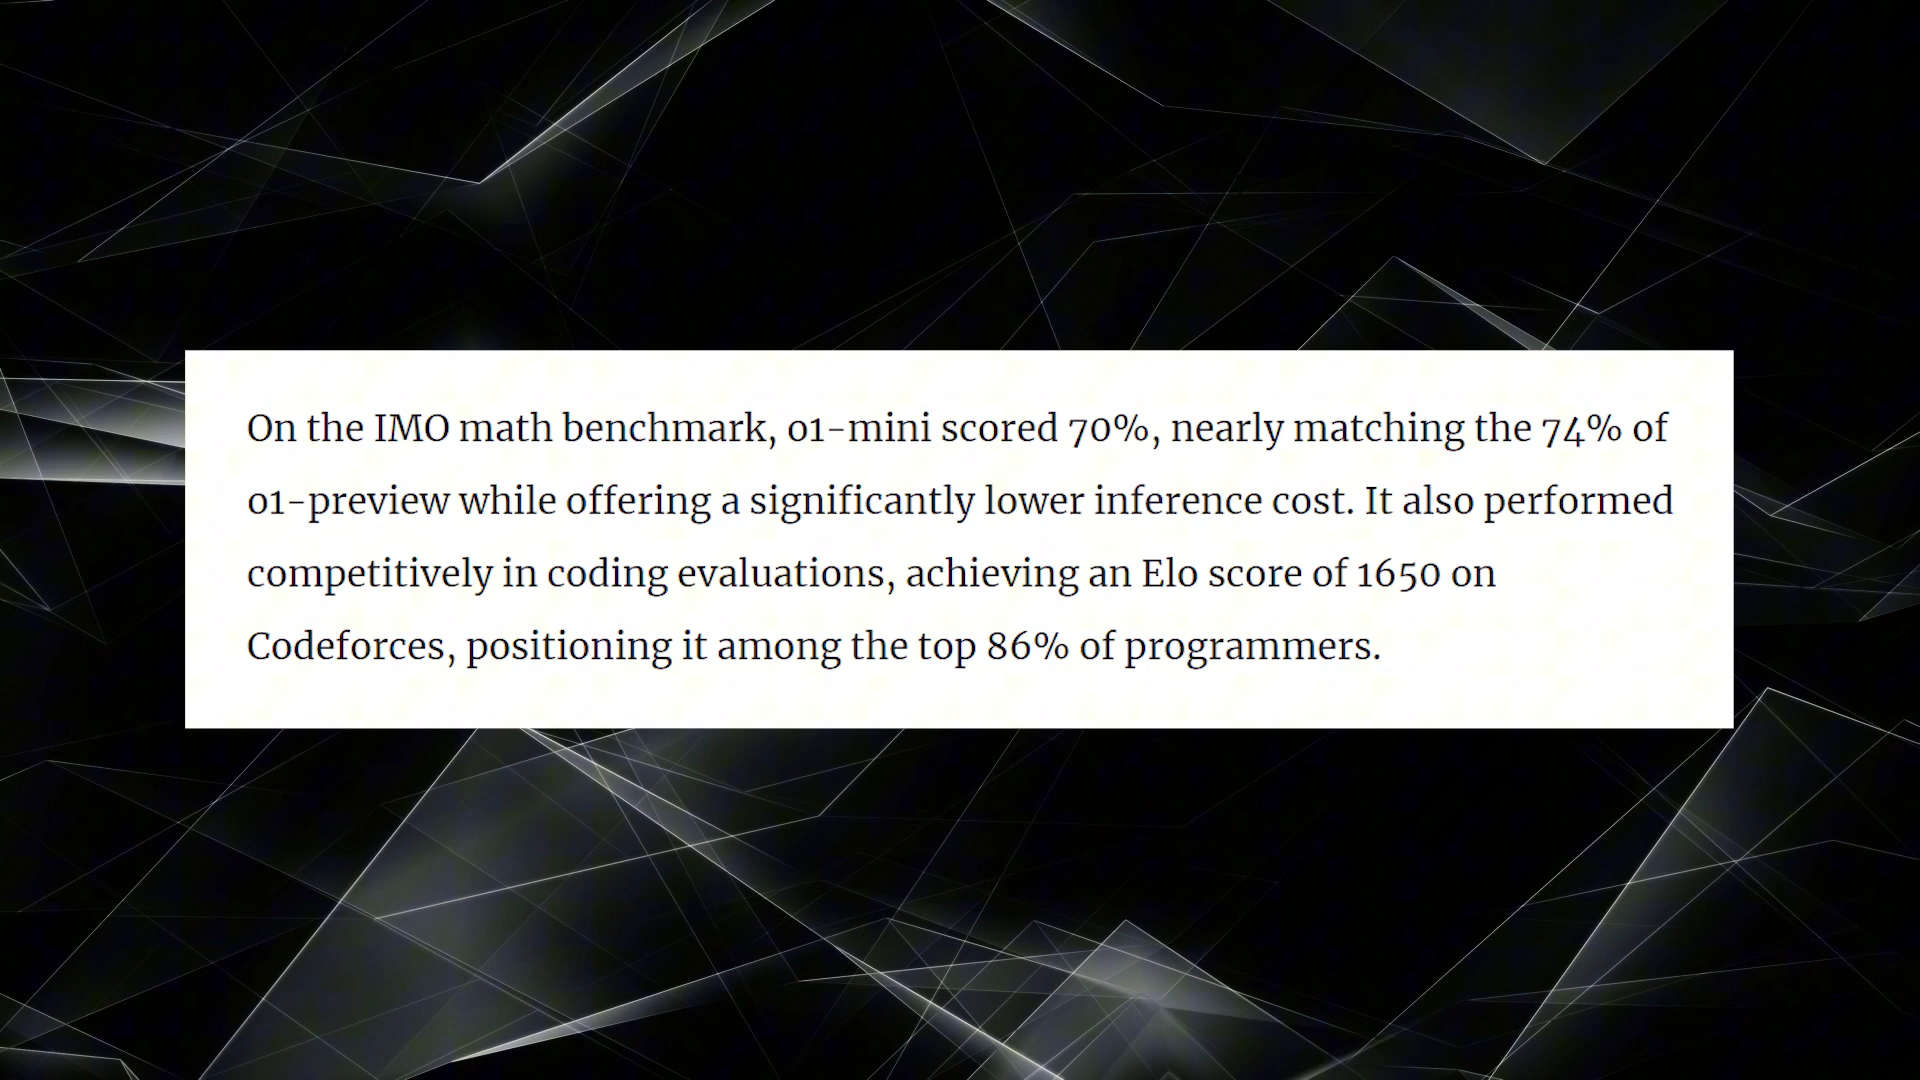 On the IMO math benchmark, o1-mini scored 70%, nearly matching the 74% of
o1-preview while offering a significantly lower inference cost. It also performed
competitively in coding evaluations, achieving an Elo score of 1650 on
Codeforces, positioning it among the top 86% of programmers.